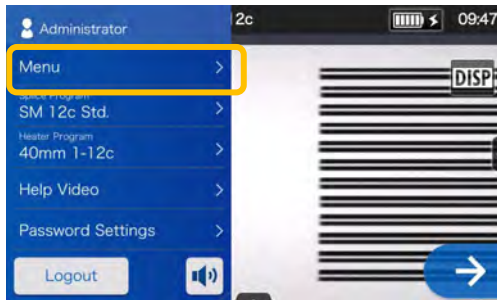 Administrator
2c
09:47
Menu
DISP
Splice Program
SM 12c Std.
Heater Program
40mm 1-12c
Help Video
Password Settings
Logout